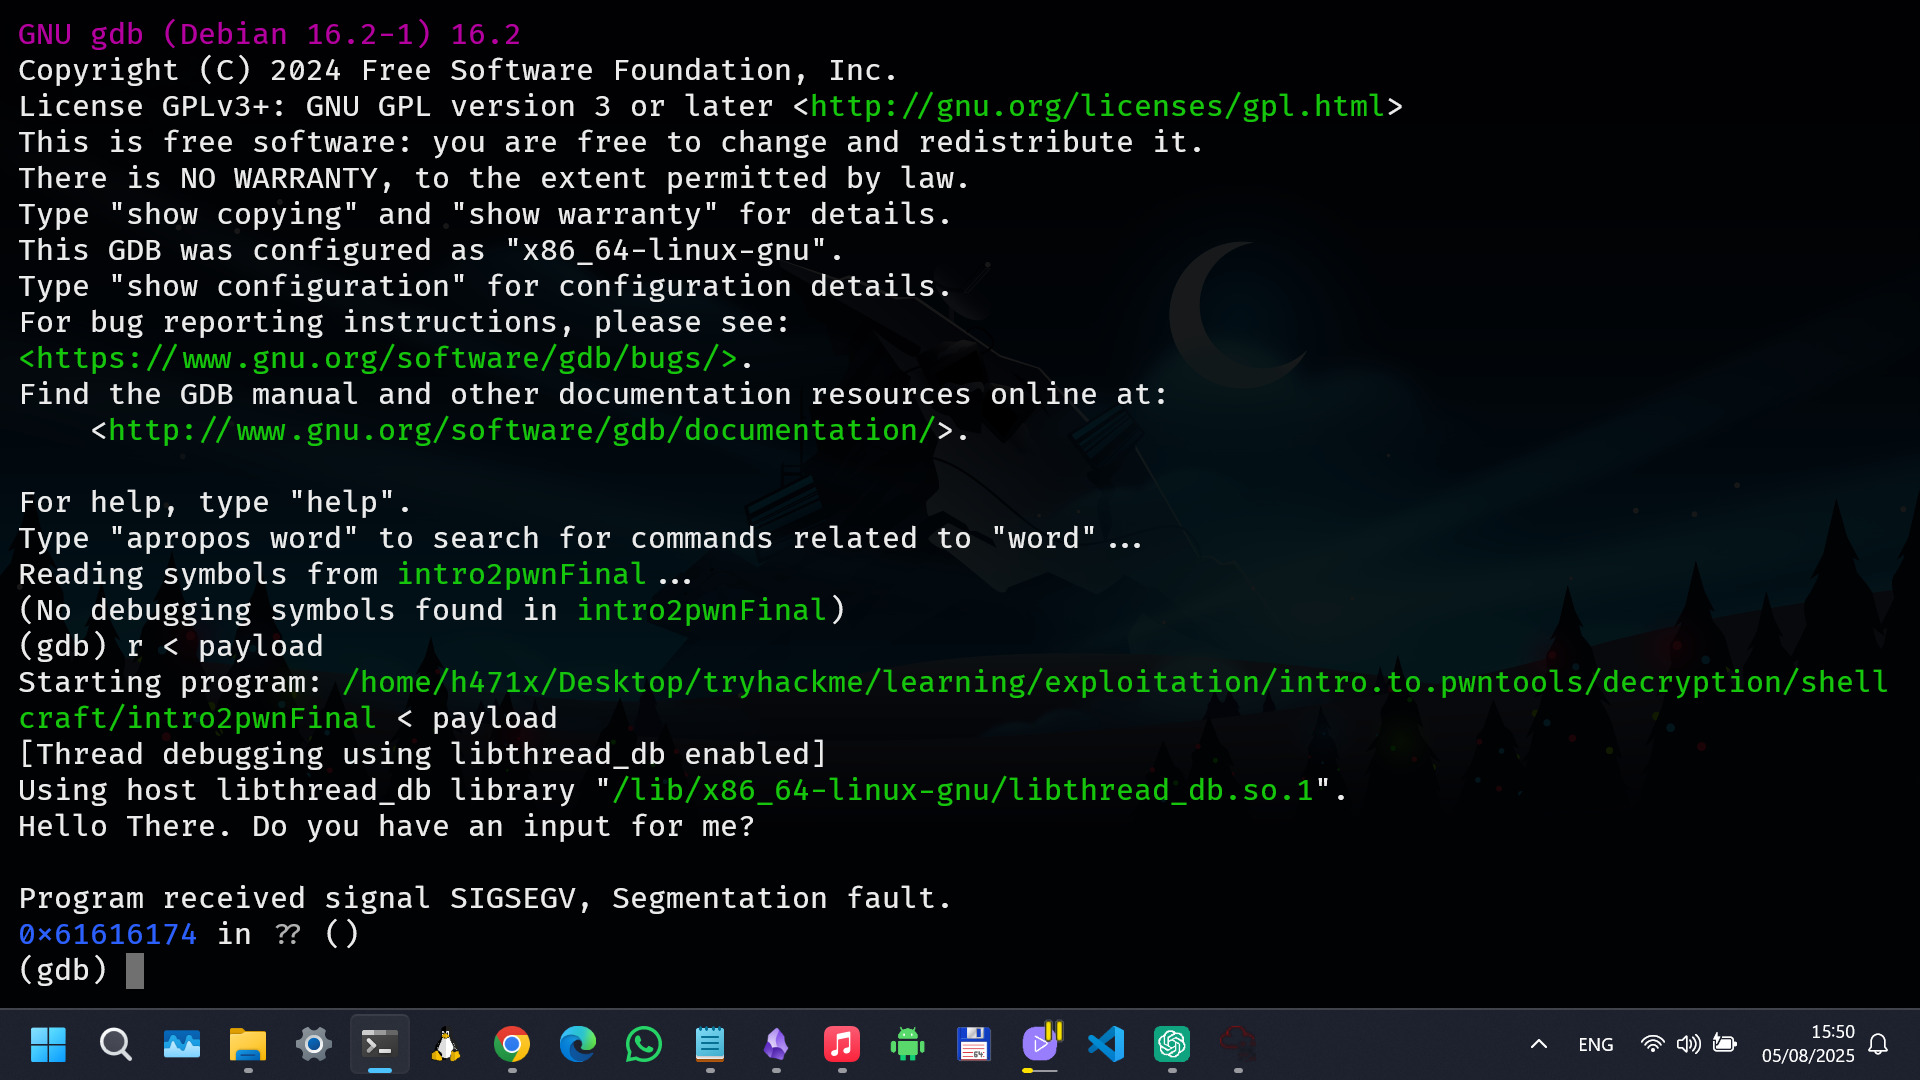 GNU gdb (Debian 16.2-1) 16.2
Copyright (C) 2024 Free Software Foundation, Inc.
License GPLv3+: GNU GPL version 3 or later <http://gnu.org/licenses/gpl.html>
This is free software: you are free to change and redistribute it.
There is NO WARRANTY, to the extent permitted by law.
Type "show copying" and "show warranty" for details.
This GDB was configured as "x86_64-linux-gnu".
Type "show configuration" for configuration details.
For bug reporting instructions, please see:
<https://www.gnu.org/software/gdb/bugs/>.
Find the GDB manual and other documentation resources online at:
    <http://www.gnu.org/software/gdb/documentation/>.

For help, type "help".
Type "apropos word" to search for commands related to "word"...
Reading symbols from intro2pwnFinal...
(No debugging symbols found in intro2pwnFinal)
(gdb) r < payload
Starting program: /home/h471x/Desktop/tryhackme/learning/exploitation/intro.to.pwntools/decryption/shell
craft/intro2pwnFinal < payload
[Thread debugging using libthread_db enabled]
Using host libthread_db library "/lib/x86_64-linux-gnu/libthread_db.so.1".
Hello There. Do you have an input for me?

Program received signal SIGSEGV, Segmentation fault.
0x61616174 in ?? ()
(gdb)
64
ENG
15:50
05/08/2025